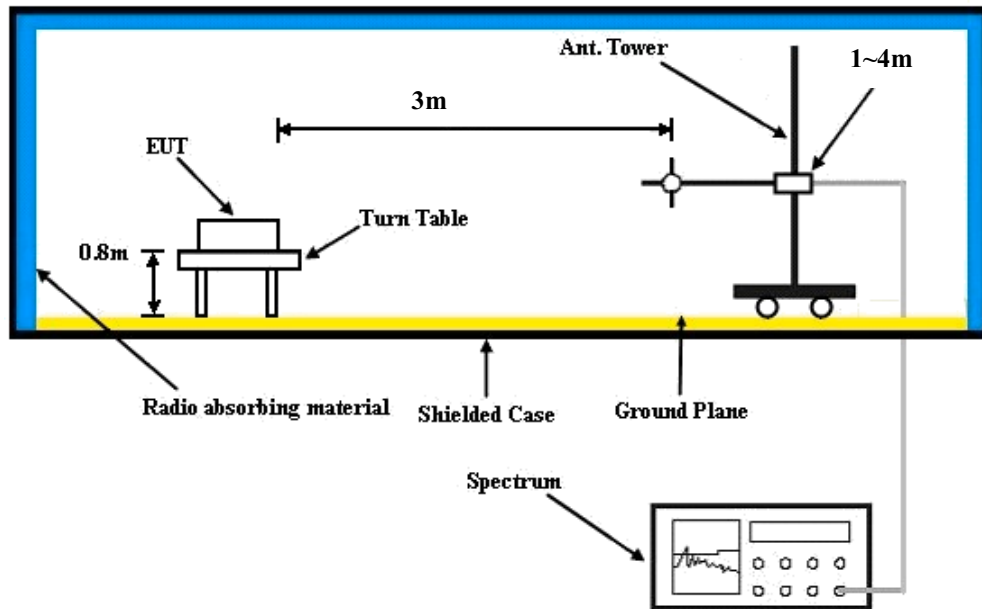 Ant. Tower
1~4m
3m
EUT
Turn Table
0.8m
Radio absorbing material
Shielded Case
Ground Plane
Spectrum